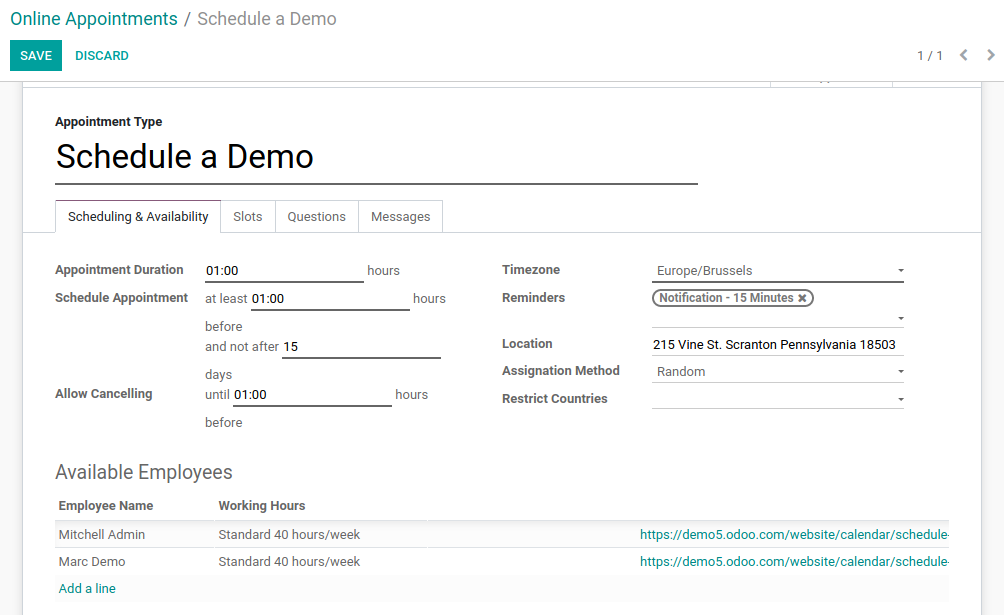 Online Appointments / Schedule a Demo
SAVE DISCARD 1 / 1
Appointment Type
Schedule a Demo
Scheduling & Availability Slots Questions Messages
Appointment Duration 01:00 hours
Schedule Appointment at least 01:00 hours
before
and not after 15
days
Allow Cancelling until 01:00 hours
before
Timezone Europe/Brussels
Reminders Notification - 15 Minutes ✖
Location 215 Vine St. Scranton Pennsylvania 18503
Assignation Method Random
Restrict Countries
Available Employees
Employee Name Working Hours
Mitchell Admin Standard 40 hours/week https://demo5.odoo.com/website/calendar/schedule-
Marc Demo Standard 40 hours/week https://demo5.odoo.com/website/calendar/schedule-
Add a line